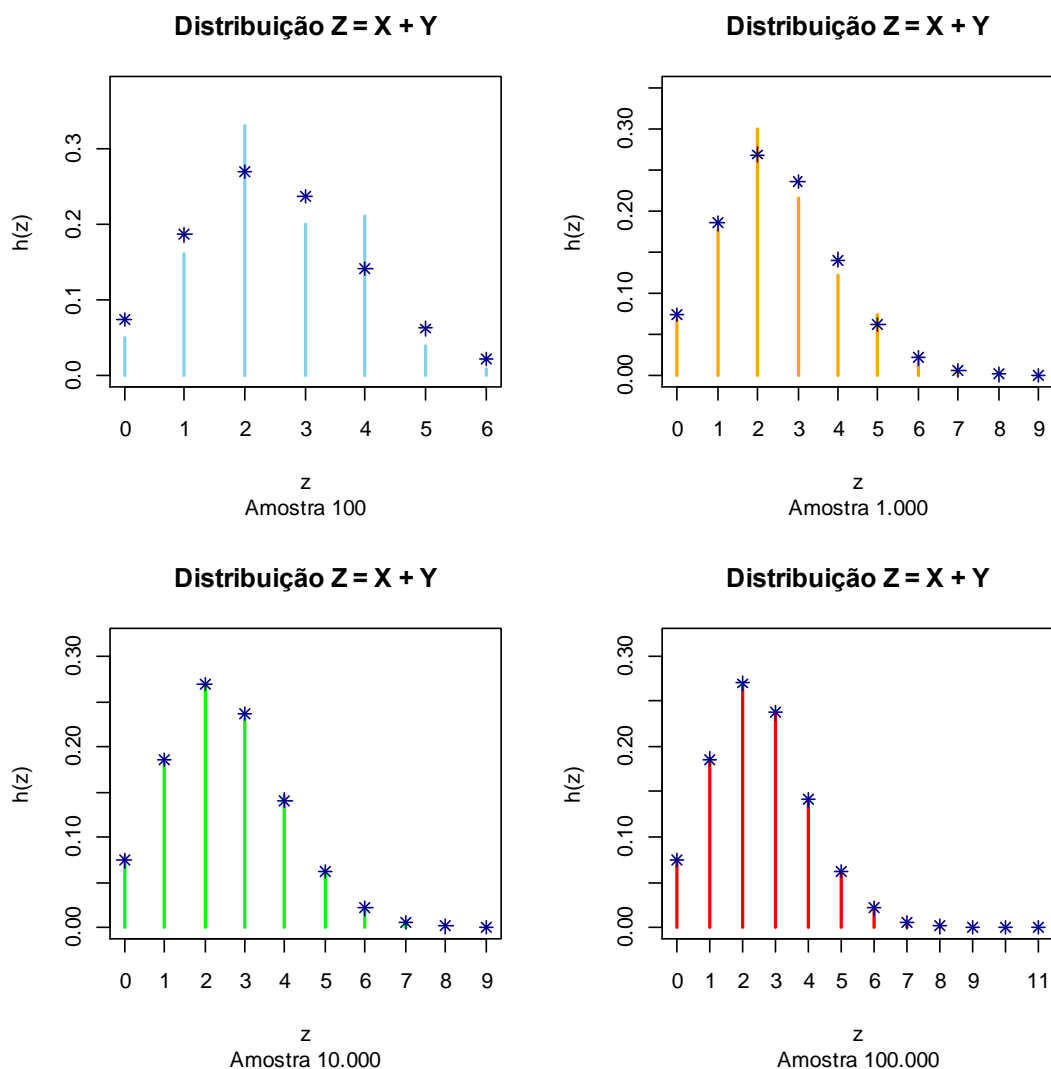 Distribuição Z = X + Y
h(z)
0.3
0.2
0.1
0.0
0 1 2 3 4 5 6
z
Amostra 100
Distribuição Z = X + Y
h(z)
0.30
0.20
0.10
0.00
0 1 2 3 4 5 6 7 8 9
z
Amostra 1.000
Distribuição Z = X + Y
h(z)
0.30
0.20
0.10
0.00
0 1 2 3 4 5 6 7 8 9
z
Amostra 10.000
Distribuição Z = X + Y
h(z)
0.30
0.20
0.10
0.00
0 1 2 3 4 5 6 7 8 9 11
z
Amostra 100.000